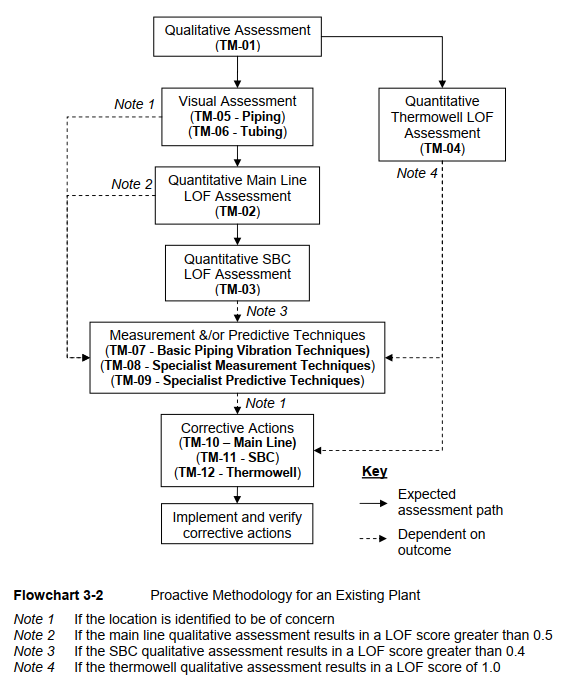 Qualitative Assessment
(TM-01)
Note 1
Visual Assessment
(TM-05 - Piping)
(TM-06 - Tubing)
Quantitative
Thermowell LOF
Assessment
(TM-04)
Note 4
Note 2
Quantitative Main Line
LOF Assessment
(TM-02)
Quantitative SBC
LOF Assessment
(TM-03)
Note 3
Measurement &/or Predictive Techniques
(TM-07 - Basic Piping Vibration Techniques)
(TM-08 - Specialist Measurement Techniques)
(TM-09 - Specialist Predictive Techniques)
Note 1
Corrective Actions
(TM-10 – Main Line)
(TM-11 - SBC)
(TM-12 - Thermowell)
Implement and verify
corrective actions
Key
Expected
assessment path
Dependent on
outcome
Flowchart 3-2 Proactive Methodology for an Existing Plant
Note 1 If the location is identified to be of concern
Note 2 If the main line qualitative assessment results in a LOF score greater than 0.5
Note 3 If the SBC qualitative assessment results in a LOF score greater than 0.4
Note 4 If the thermowell qualitative assessment results in a LOF score of 1.0